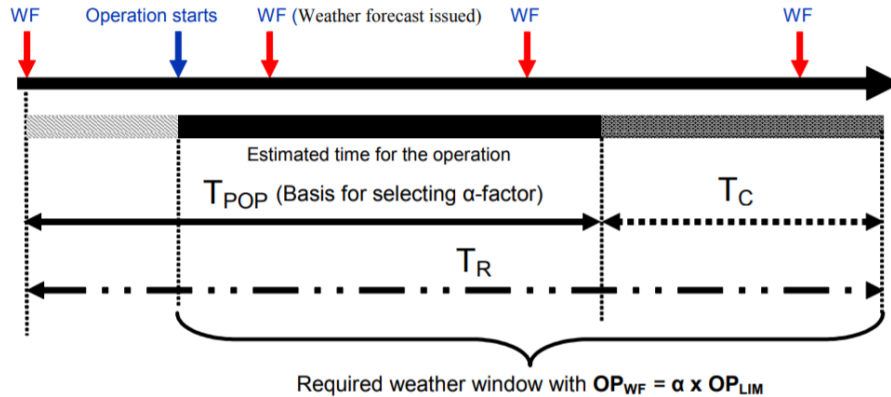 WF Operation starts WF (Weather forecast issued) WF WF
Estimated time for the operation
TPOP (Basis for selecting α-factor) TC
TR
Required weather window with OPWF = α x OPLIM